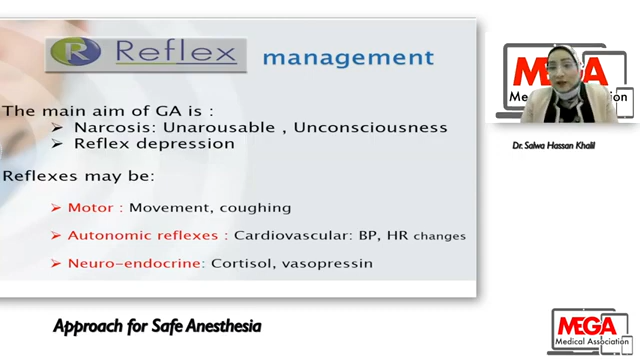 Reflex management
The main aim of GA is :
➢ Narcosis: Unarousable , Unconsciousness
➢ Reflex depression
Reflexes may be:
➢ Motor : Movement, coughing
➢ Autonomic reflexes : Cardiovascular: BP, HR changes
➢ Neuro-endocrine: Cortisol, vasopressin
MEGA
Dr. Salwa Hassan Khalil
Approach for Safe Anesthesia
MEGA
Medical Association